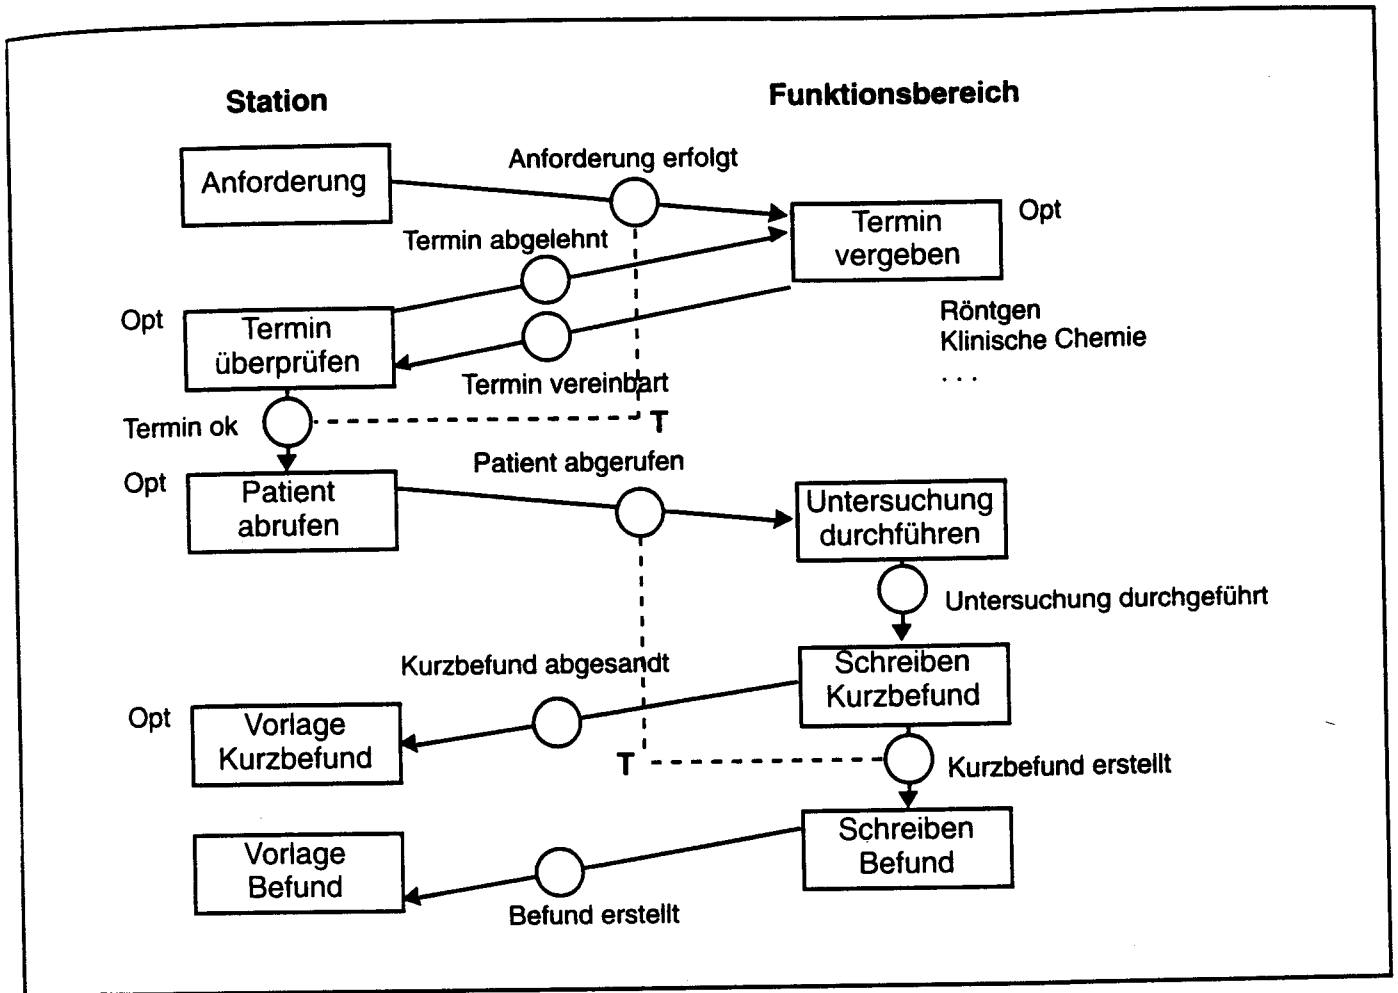 Station
Funktionsbereich
Anforderung
Anforderung erfolgt
Termin
vergeben
Opt
Termin abgelehnt
Röntgen
Klinische Chemie
. . .
Opt
Termin
überprüfen
Termin vereinbart
Termin ok
T
Opt
Patient
abrufen
Patient abgerufen
Untersuchung
durchführen
Untersuchung durchgeführt
Kurzbefund abgesandt
Schreiben
Kurzbefund
Opt
Vorlage
Kurzbefund
T
Kurzbefund erstellt
Vorlage
Befund
Schreiben
Befund
Befund erstellt